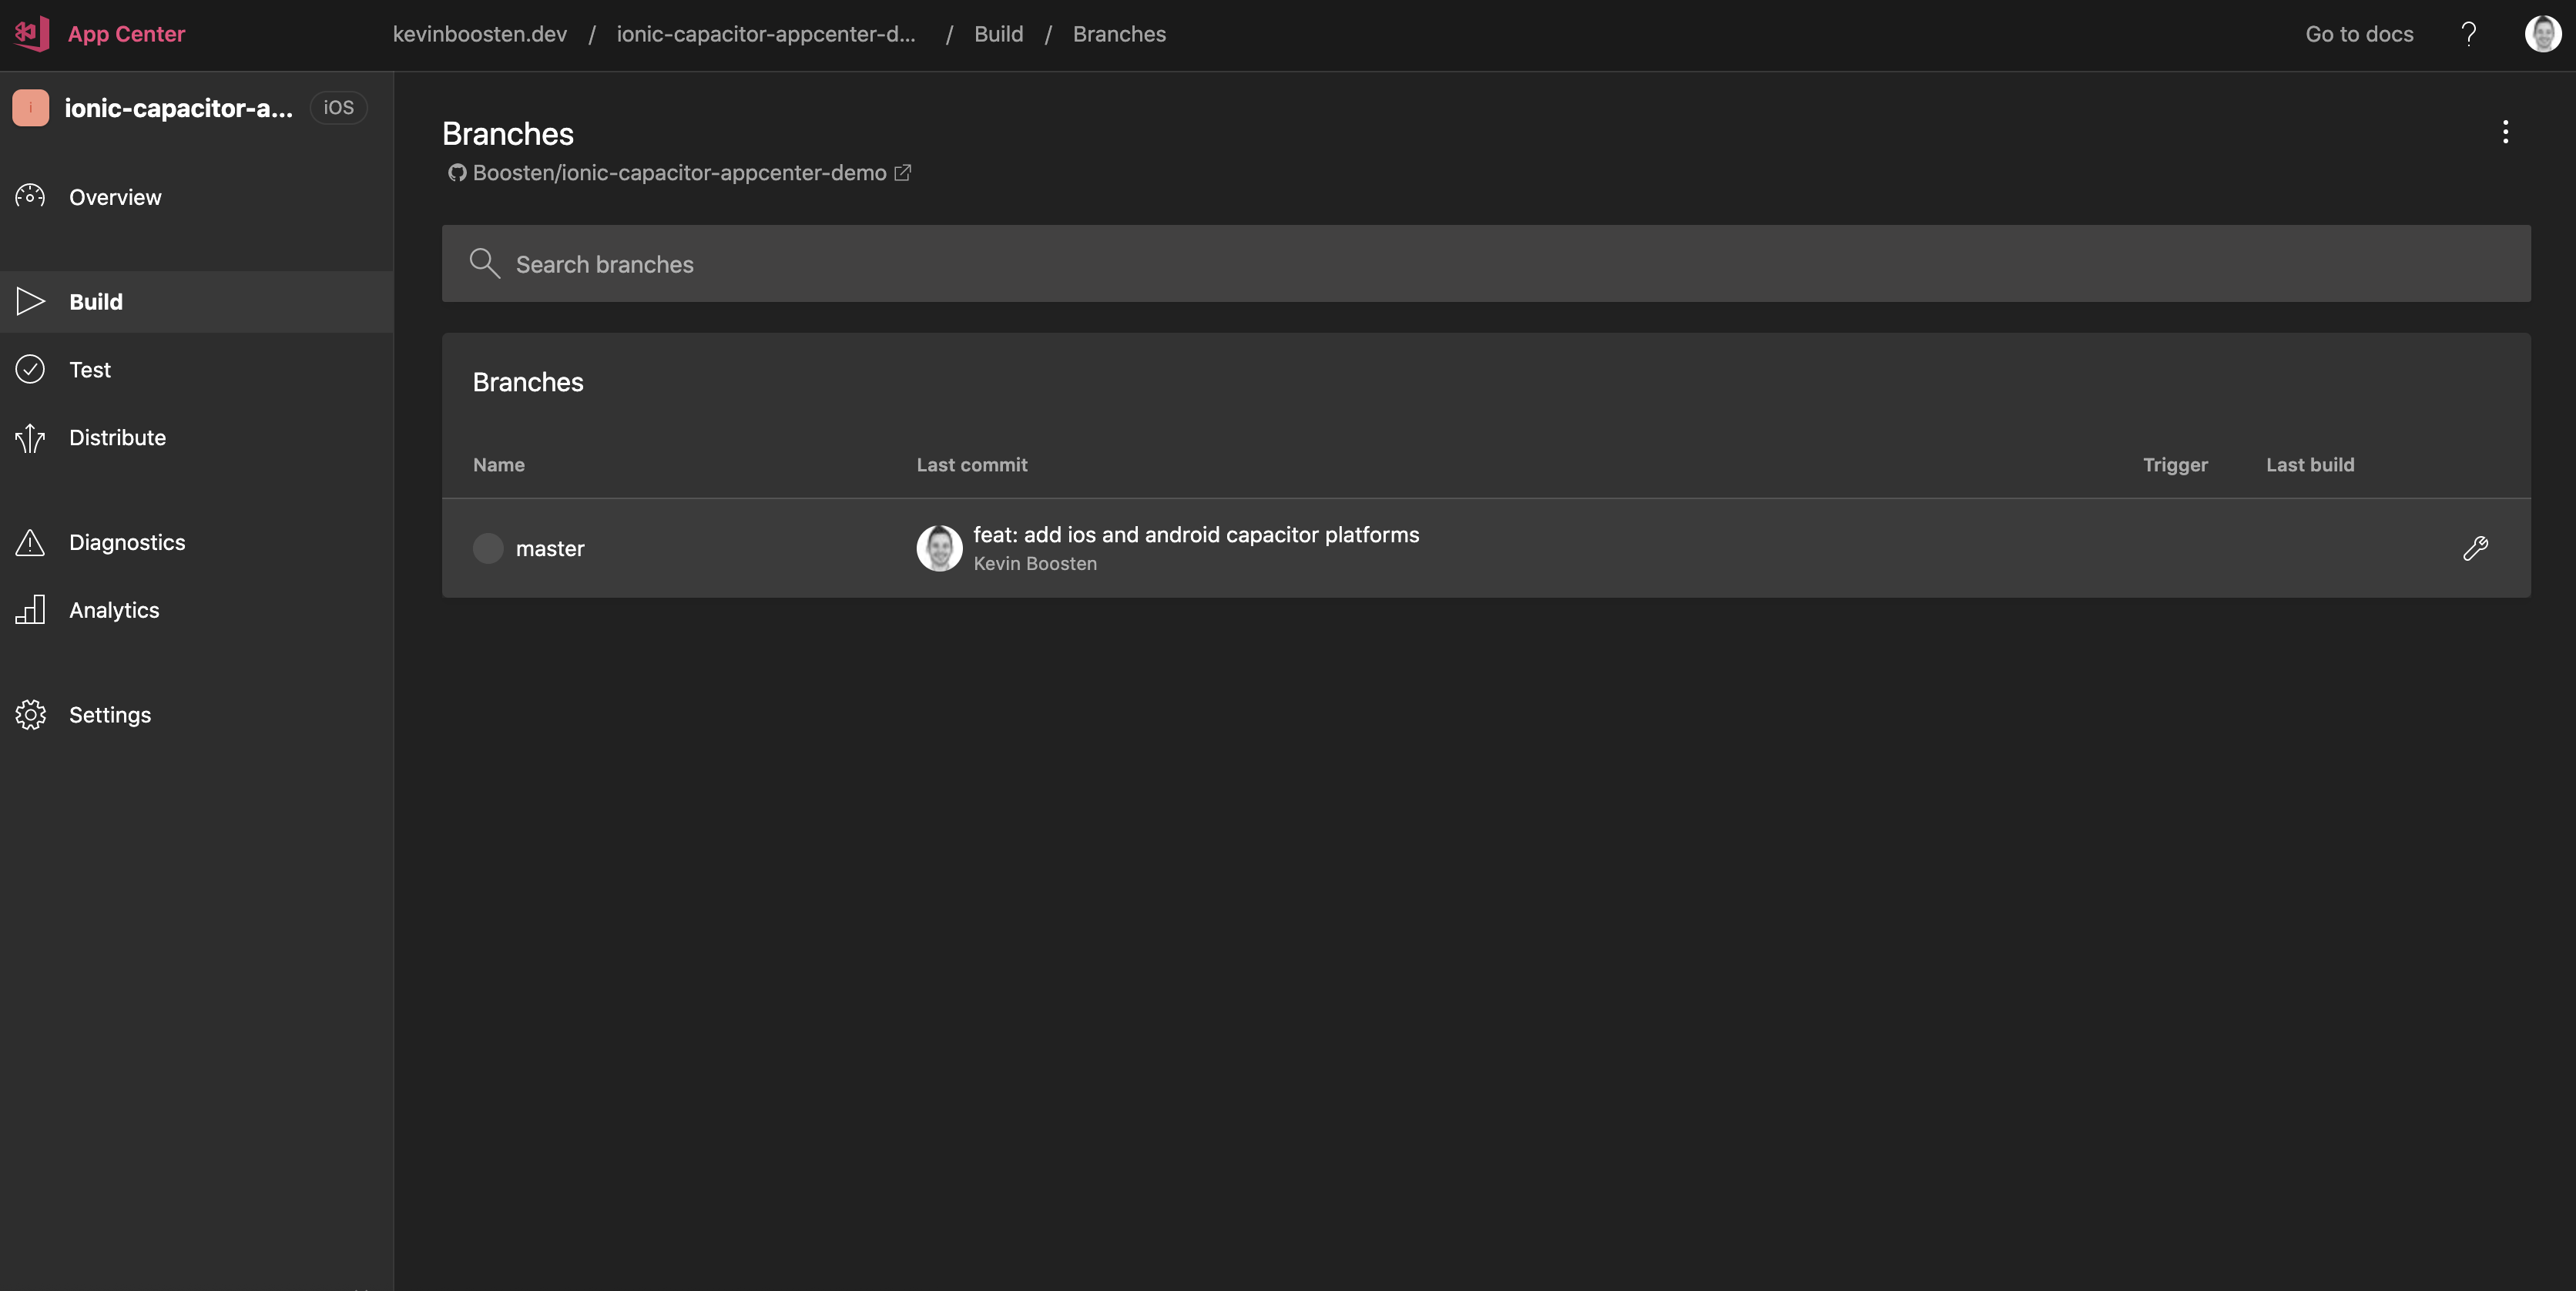 App Center
kevinboosten.dev / ionic-capacitor-appcenter-d... / Build / Branches
Go to docs
?
i
ionic-capacitor-a...
iOS
Overview
Build
Test
Distribute
Diagnostics
Analytics
Settings
Branches
Boosten/ionic-capacitor-appcenter-demo
Search branches
Branches
Name Last commit Trigger Last build
master
feat: add ios and android capacitor platforms
Kevin Boosten